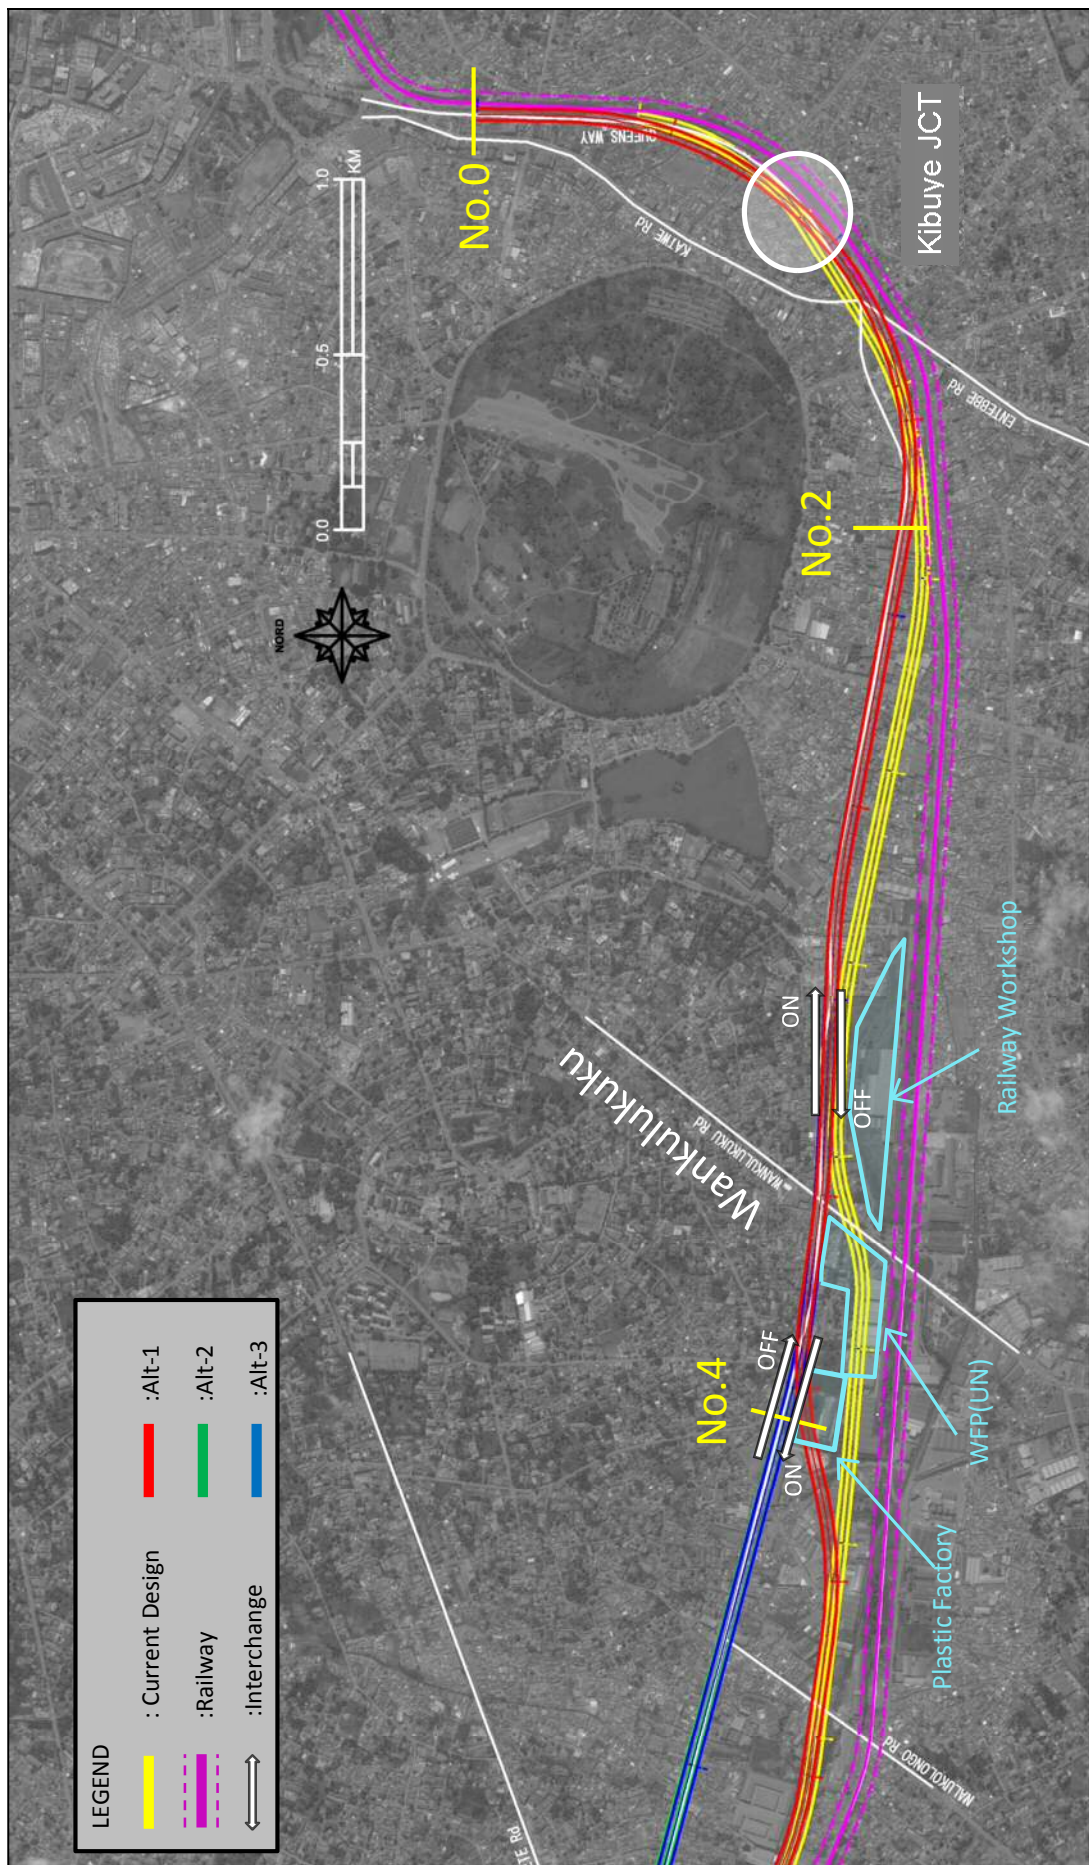 LEGEND
: Current Design
:Alt-1
:Railway
:Alt-2
:Interchange
:Alt-3
NORD
0.0
0.5
1.0
KM
No.0
QUEENS WAY
KATWE Rd
Kibuye JCT
ENTEBBE Rd
No.2
Wankulukuku
WANKULUKUKU Rd
ON
OFF
Railway Workshop
No.4
OFF
ON
WFP(UN)
Plastic Factory
NALUKOLONGO Rd
TE Rd